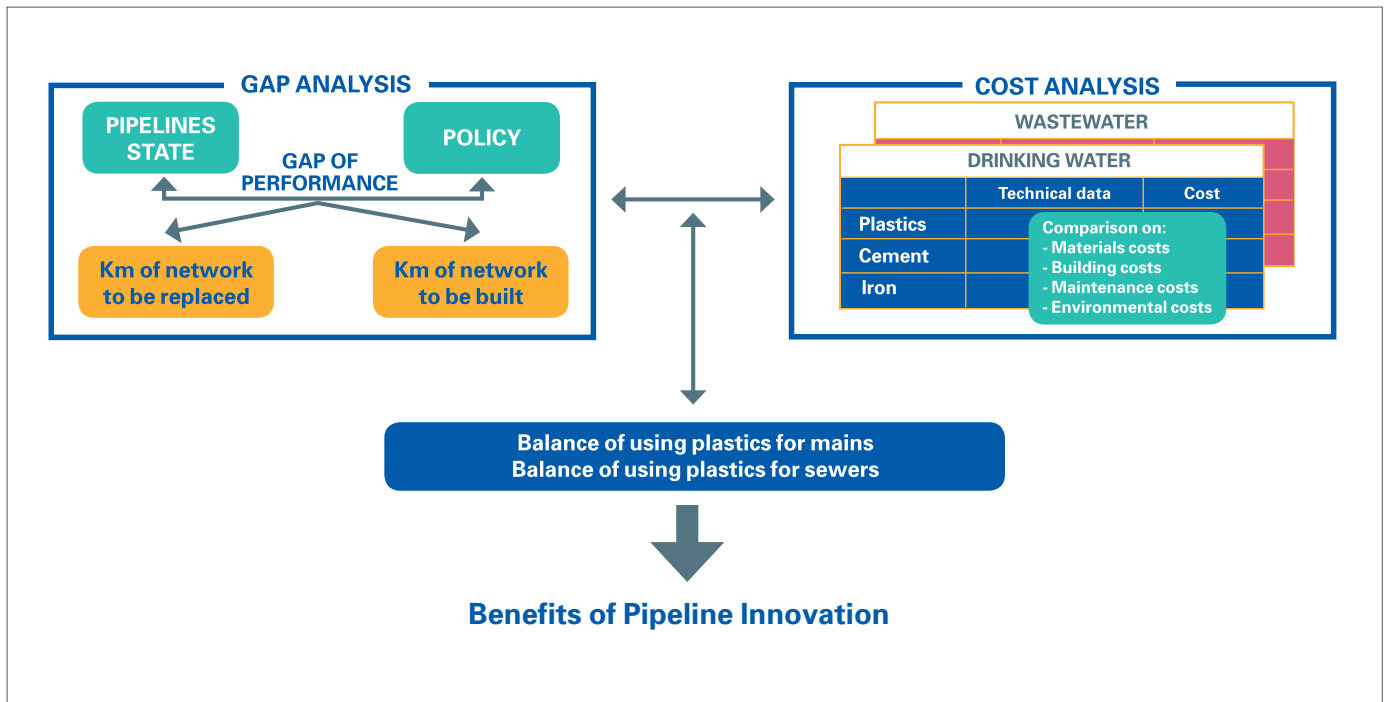 GAP ANALYSIS
PIPELINES
STATE
POLICY
GAP OF
PERFORMANCE
Km of network
to be replaced
Km of network
to be built
COST ANALYSIS
WASTEWATER
DRINKING WATER
Technical data
Cost
Plastics
Cement
Iron
Comparison on:
- Materials costs
- Building costs
- Maintenance costs
- Environmental costs
Balance of using plastics for mains
Balance of using plastics for sewers
Benefits of Pipeline Innovation